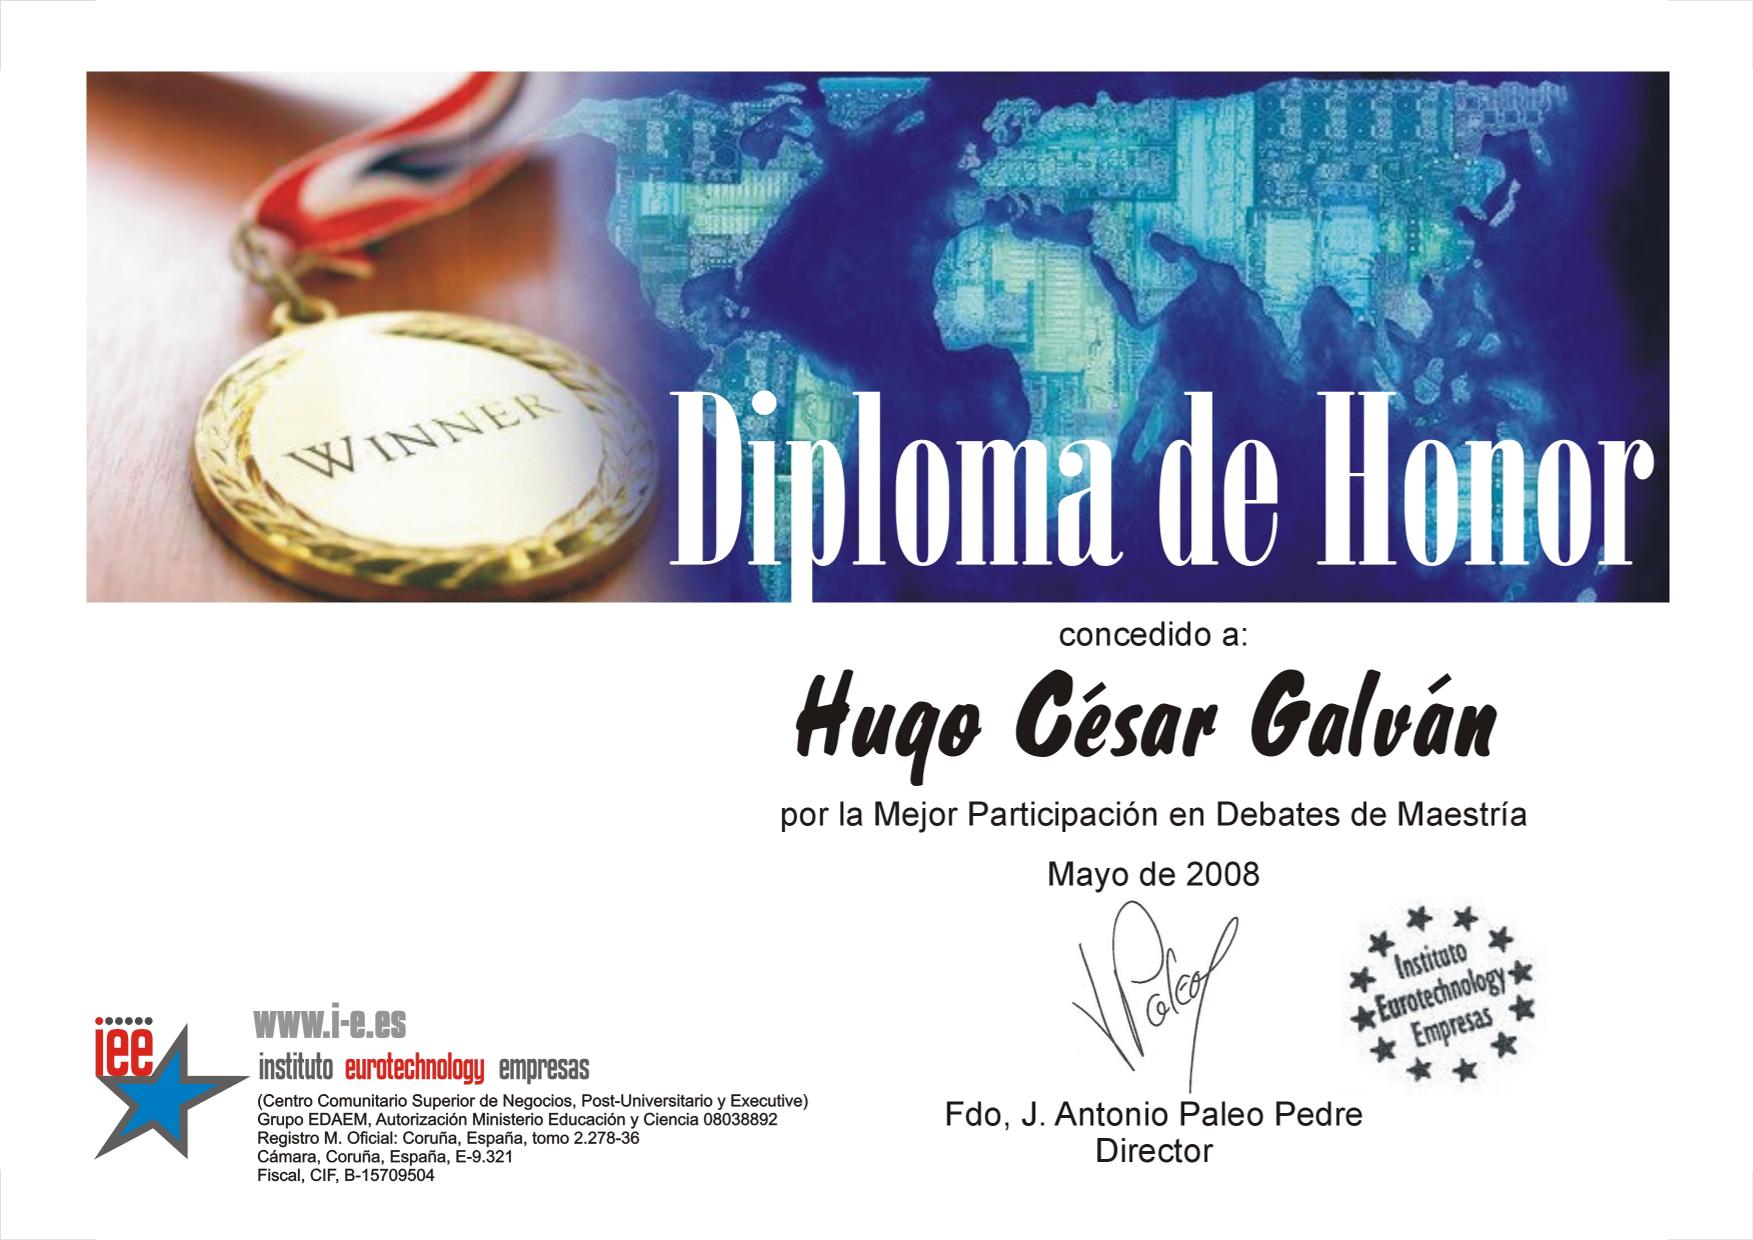 WINNER
Diploma de Honor
concedido a:
Hugo César Galván
por la Mejor Participación en Debates de Maestría
Mayo de 2008
Paleo
Instituto
Eurotechnology
Empresas
Fdo, J. Antonio Paleo Pedre
Director
iee
www.i-e.es
instituto eurotechnology empresas
(Centro Comunitario Superior de Negocios, Post-Universitario y Executive)
Grupo EDAEM, Autorización Ministerio Educación y Ciencia 08038892
Registro M. Oficial: Coruña, España, tomo 2.278-36
Cámara, Coruña, España, E-9.321
Fiscal, CIF, B-15709504